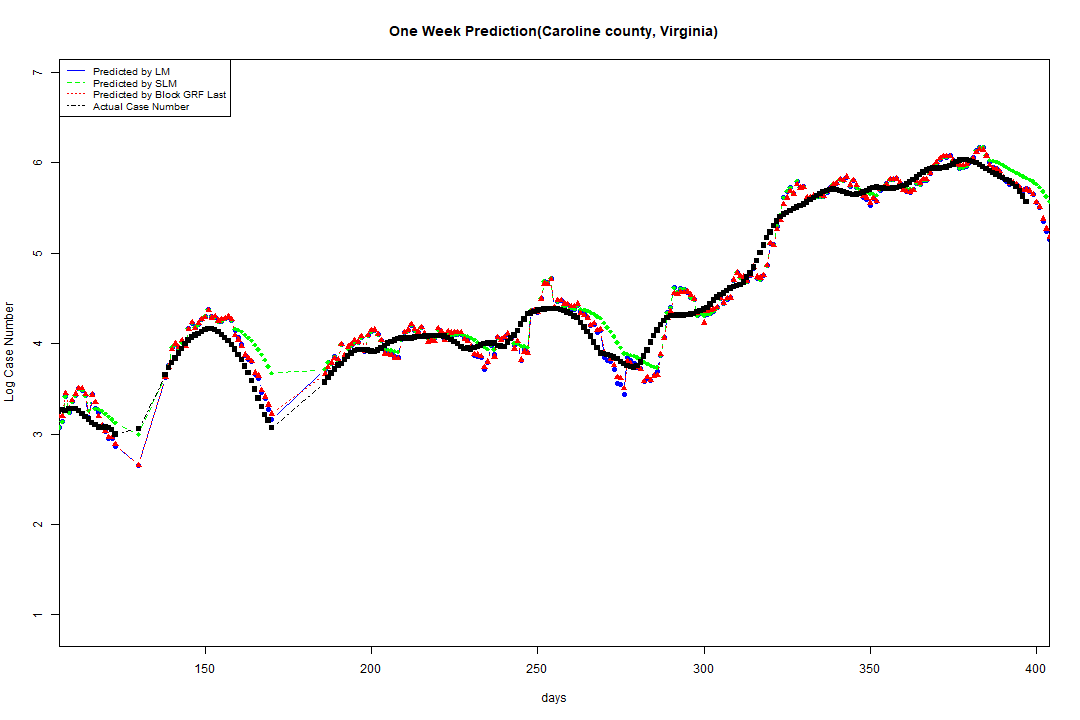 One Week Prediction(Caroline county, Virginia)
Predicted by LM
Predicted by SLM
Predicted by Block GRF Last
Actual Case Number
Log Case Number
7
6
5
4
3
2
1
150 200 250 300 350 400
days